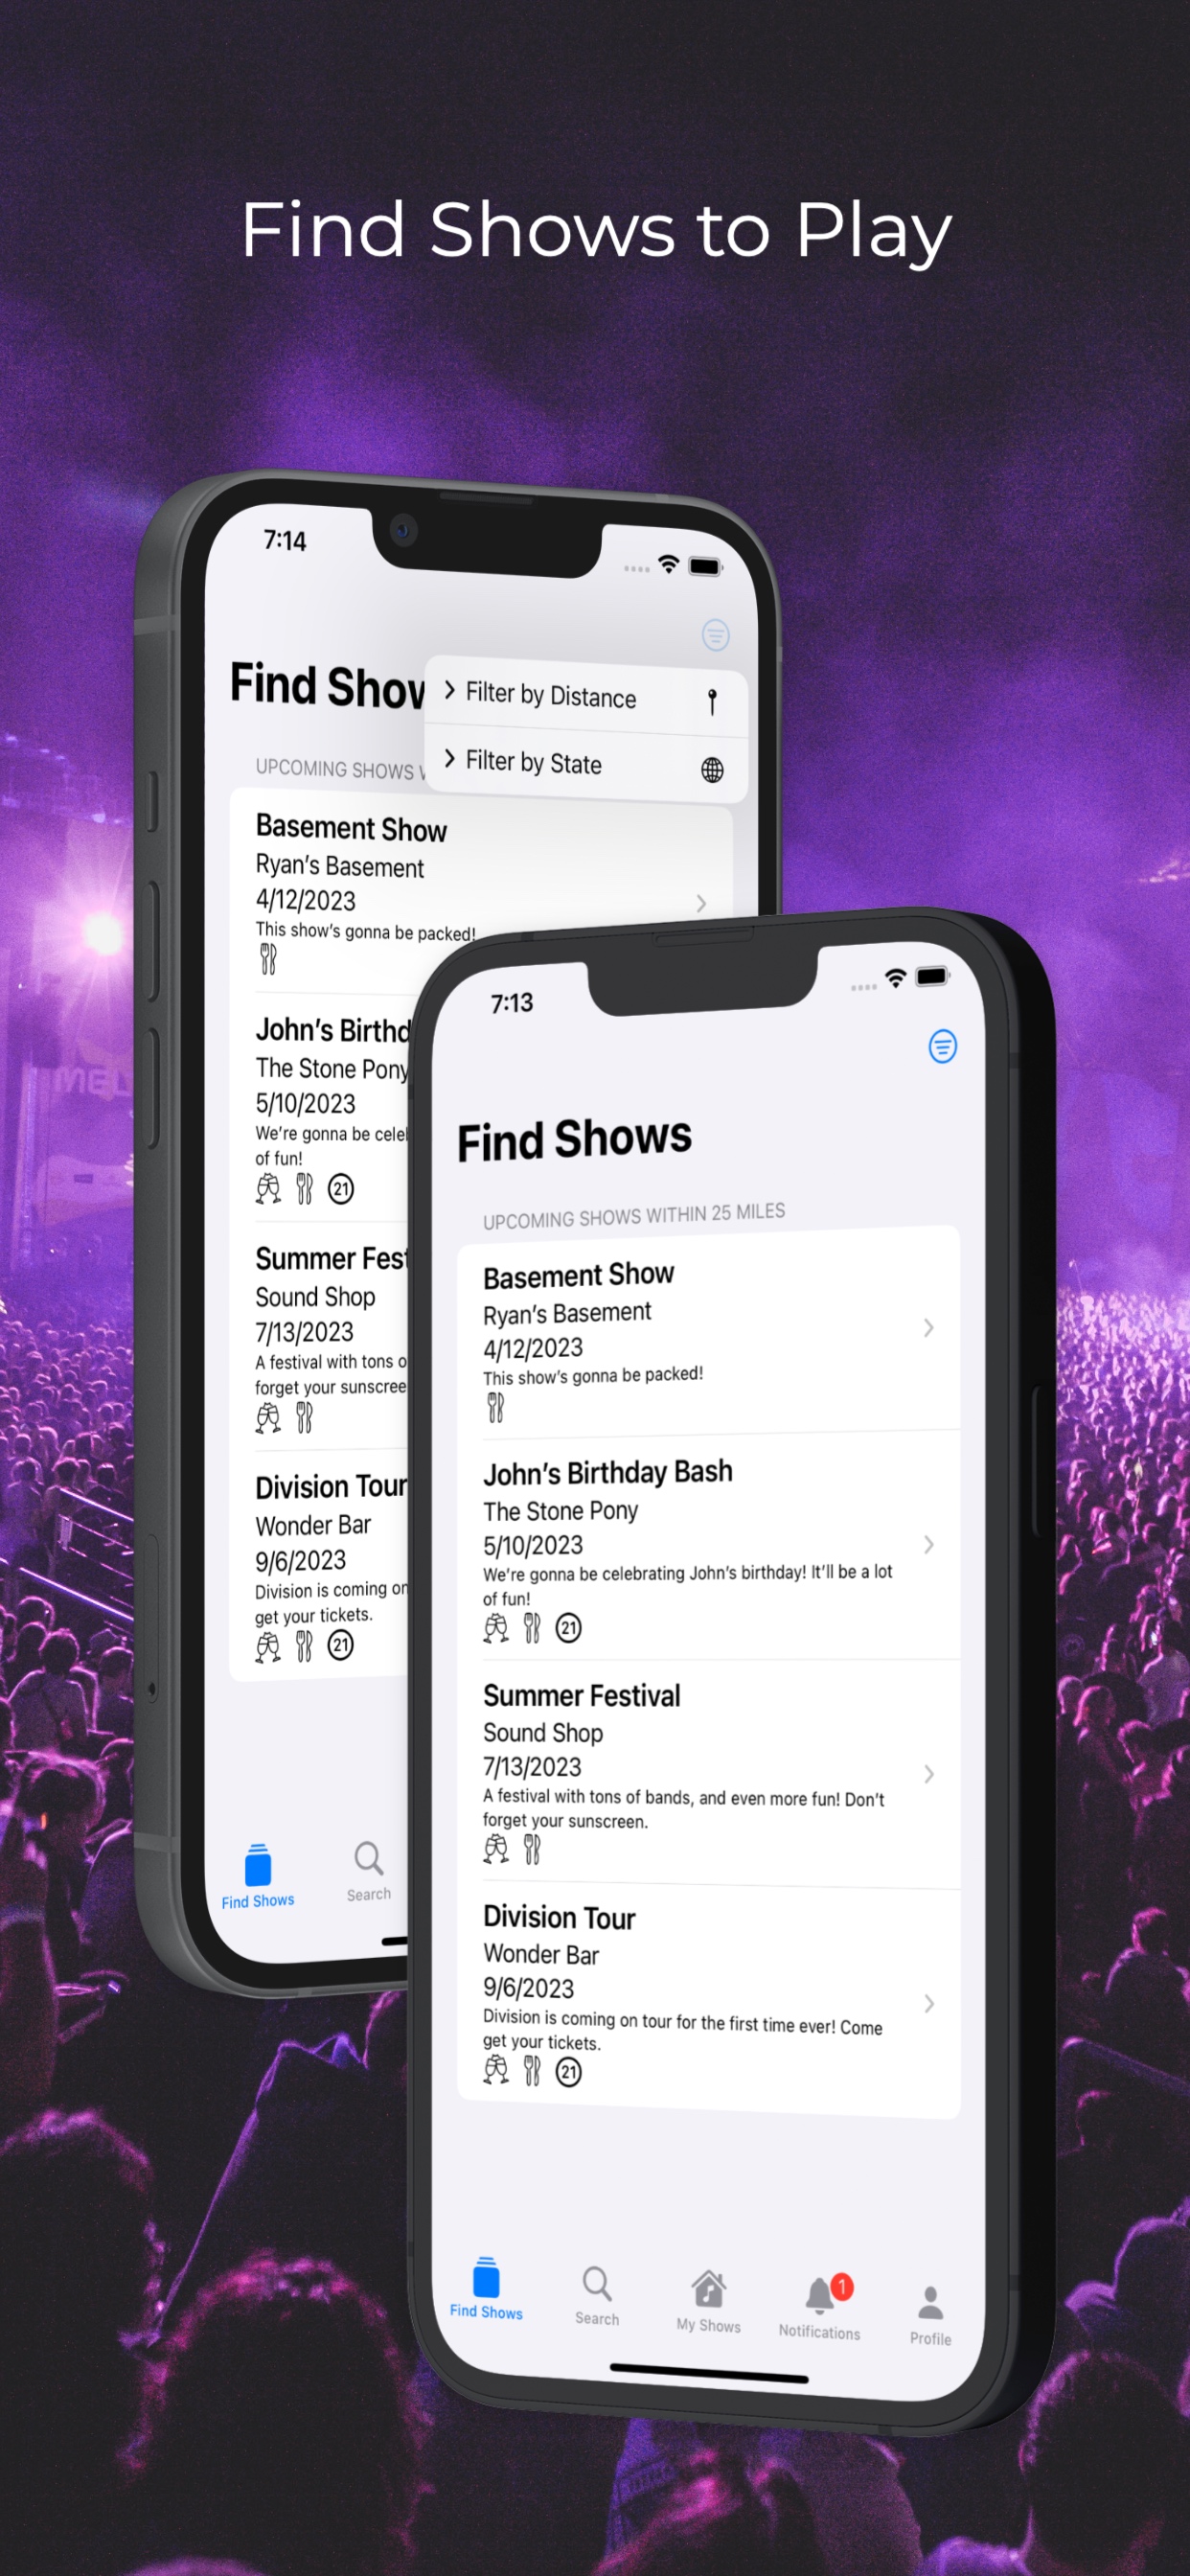 Find Shows to Play
7:14
Find Show
Filter by Distance
Filter by State
UPCOMING SHOWS
Basement Show
Ryan's Basement
4/12/2023
This show's gonna be packed!
John's Birthd
The Stone Pony
5/10/2023
We're gonna be celeb
of fun!
21
Summer Fest
Sound Shop
7/13/2023
A festival with tons o
forget your sunscree
Division Tour
Wonder Bar
9/6/2023
Division is coming on
get your tickets.
21
Find Shows
Search
7:13
Find Shows
UPCOMING SHOWS WITHIN 25 MILES
Basement Show
Ryan's Basement
4/12/2023
This show's gonna be packed!
John's Birthday Bash
The Stone Pony
5/10/2023
We're gonna be celebrating John's birthday! It'll be a lot
of fun!
21
Summer Festival
Sound Shop
7/13/2023
A festival with tons of bands, and even more fun! Don't
forget your sunscreen.
Division Tour
Wonder Bar
9/6/2023
Division is coming on tour for the first time ever! Come
get your tickets.
21
Find Shows
Search
My Shows
1
Notifications
Profile